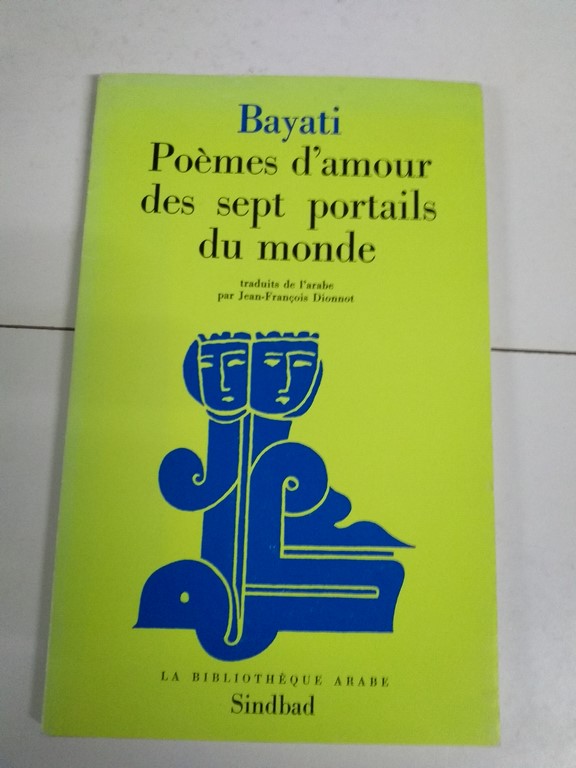 Bayati
Poèmes d'amour
des sept portails
du monde
traduits de l'arabe
par Jean-François Dionnot
LA BIBLIOTHÈQUE ARABE
Sindbad